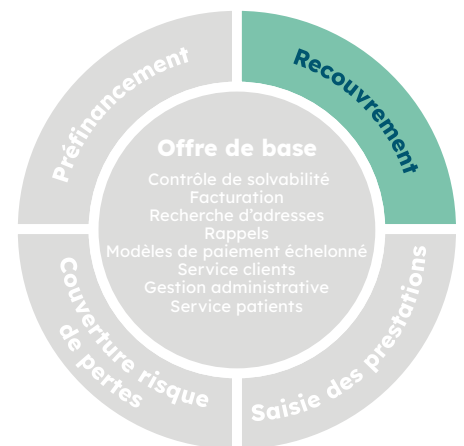 Préfinancement
Recouvrement
Offre de base
Contrôle de solvabilité
Facturation
Recherche d’adresses
Rappels
Modèles de paiement échelonné
Service clients
Gestion administrative
Service patients
Couverture risque
de pertes
Saisie des prestations